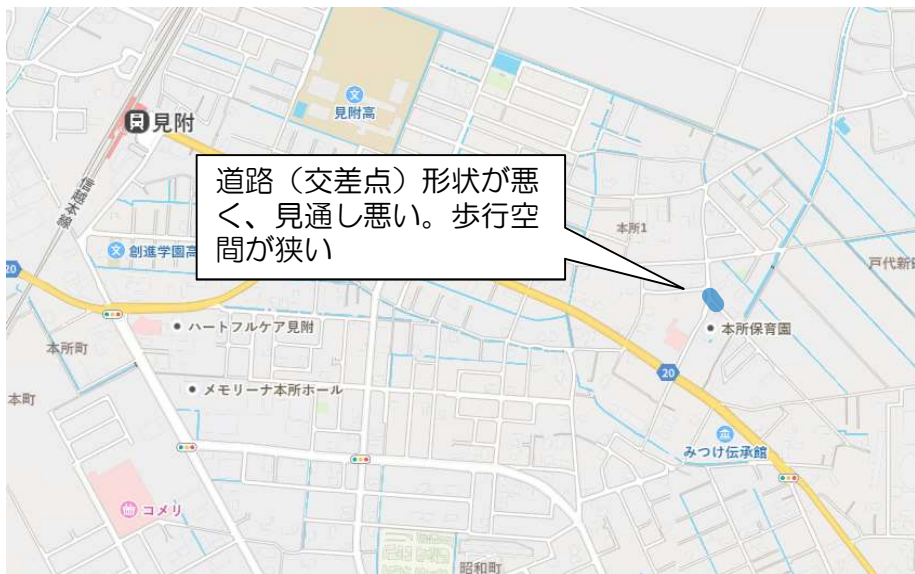 見附高
見附
道路（交差点）形状が悪
く、見通し悪い。歩行空
間が狭い
信越本線
創進学園高
本所1
戸代新
20
ハートフルケア見附
本所保育園
本所町
20
本町
メモリーナ本所ホール
みつけ伝承館
コメリ
昭和町